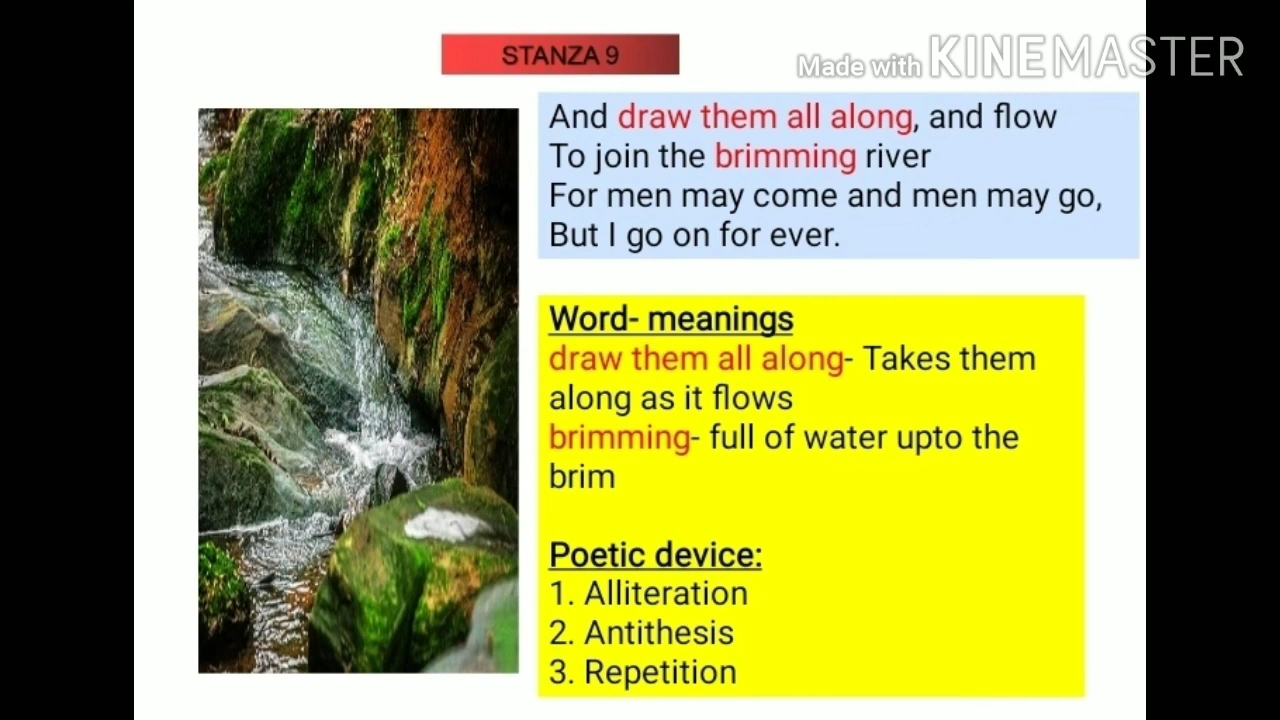 STANZA 9
Made with KINEMASTER
And draw them all along, and flow
To join the brimming river
For men may come and men may go,
But I go on for ever.
Word- meanings
draw them all along- Takes them
along as it flows
brimming- full of water upto the
brim
Poetic device:
1. Alliteration
2. Antithesis
3. Repetition